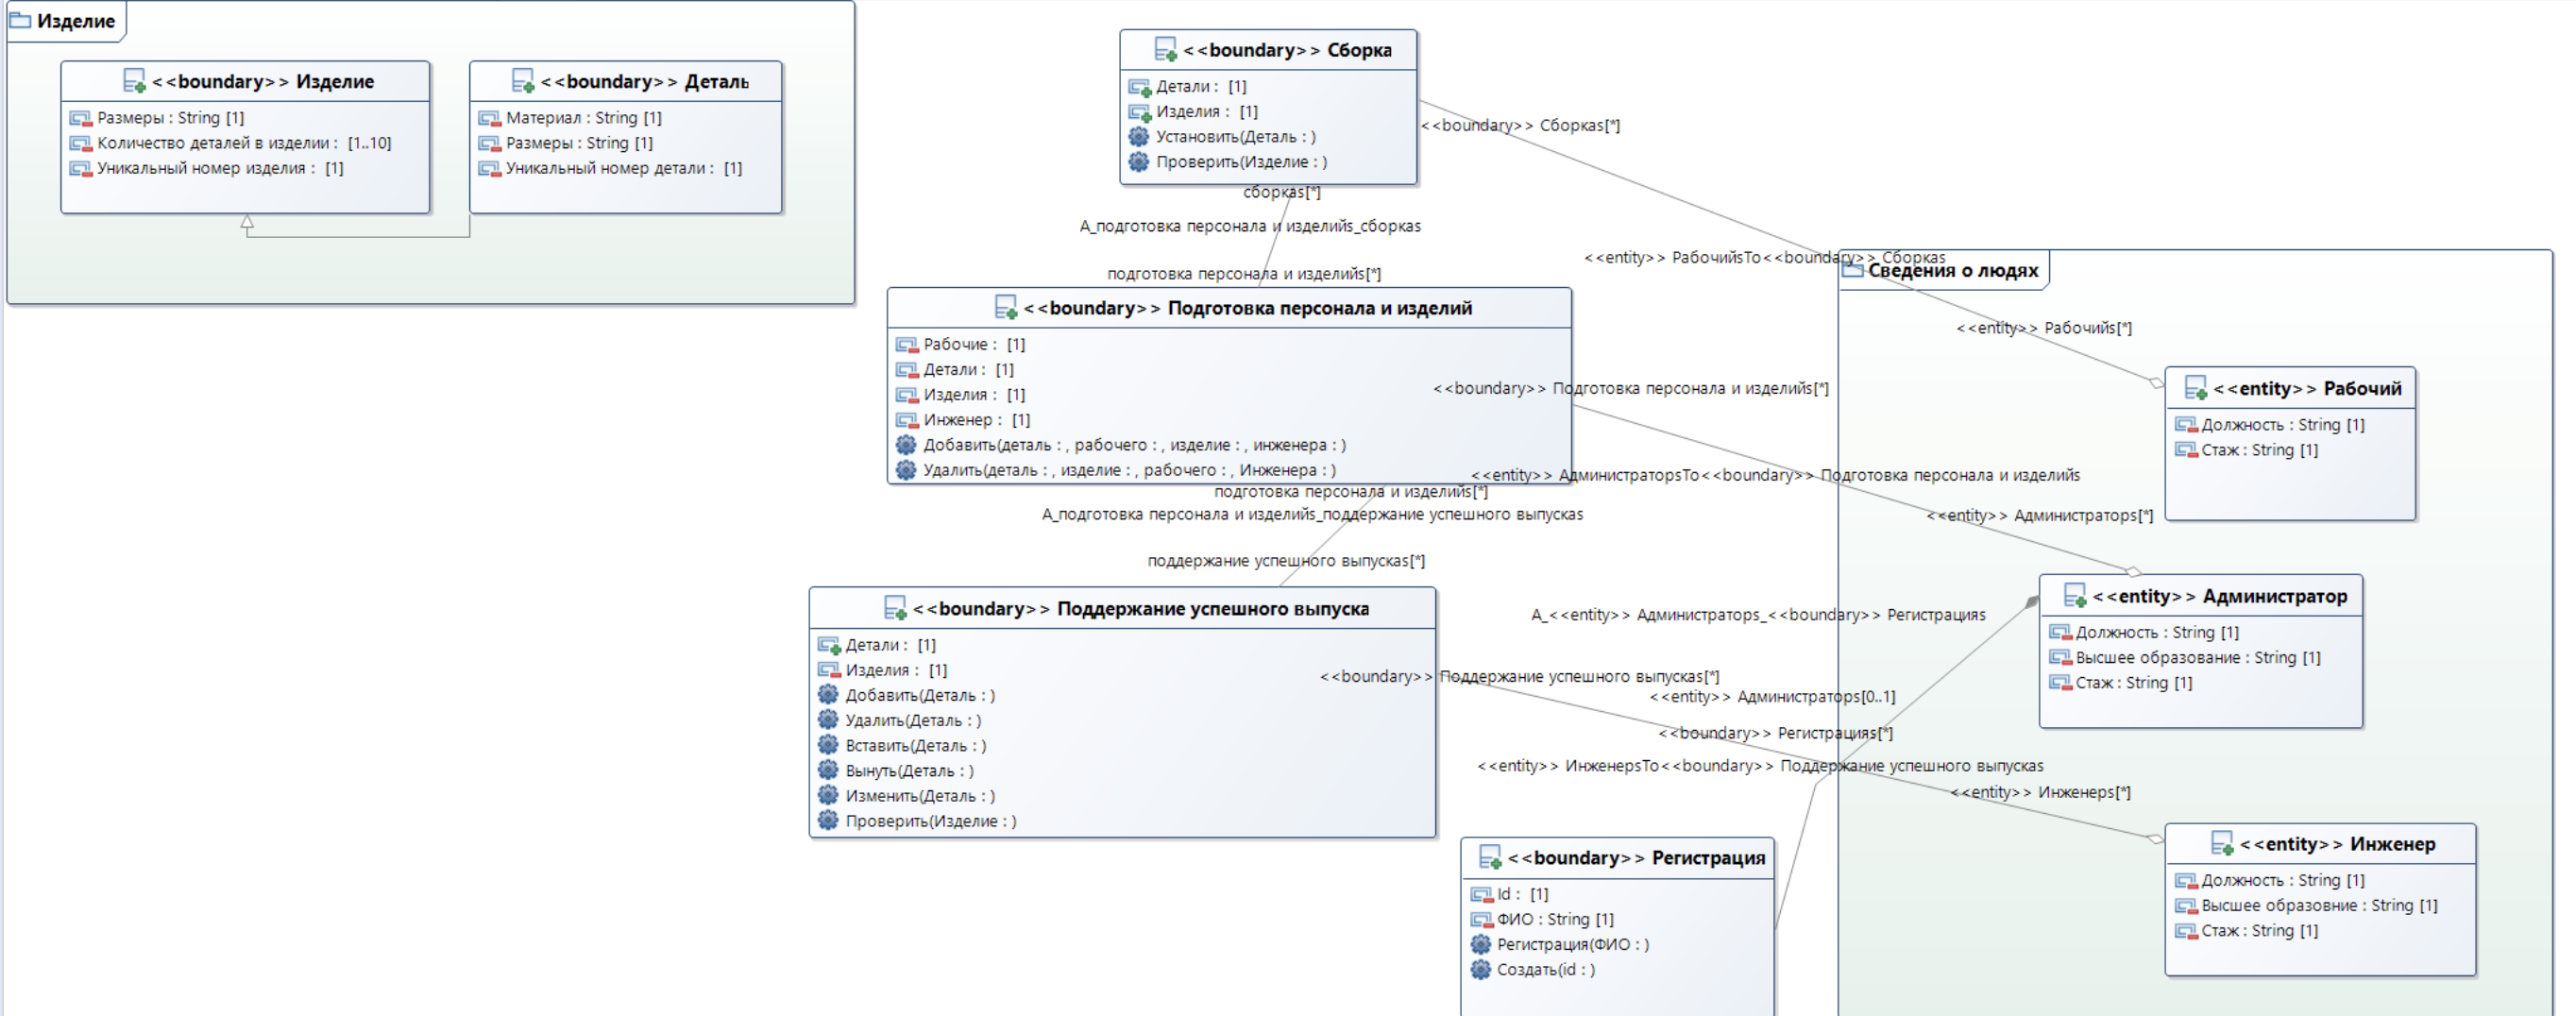 Изделие
<<boundary>> Изделие
Размеры : String [1]
Количество деталей в изделии : [1..10]
Уникальный номер изделия : [1]
<<boundary>> Деталь
Материал : String [1]
Размеры : String [1]
Уникальный номер детали : [1]
<<boundary>> Сборка
Детали : [1]
Изделия : [1]
Установить(Деталь : )
Проверить(Изделие : )
<<boundary>> Сборкаs[*]
сборкаs[*]
A_подготовка персонала и изделийs_сборкаs
подготовка персонала и изделийs[*]
<<entity>> РабочийsTo<<boundary>> Сборкаs
Сведения о людях
<<entity>> Рабочийs[*]
<<boundary>> Подготовка персонала и изделий
Рабочие : [1]
Детали : [1]
Изделия : [1]
Инженер : [1]
Добавить(деталь : , рабочего : , изделие : , инженера : )
Удалить(деталь : , изделие : , рабочего : , Инженера : )
<<boundary>> Подготовка персонала и изделийs[*]
<<entity>> Рабочий
Должность : String [1]
Стаж : String [1]
<<entity>> АдминистраторsTo<<boundary>> Подготовка персонала и изделийs
подготовка персонала и изделийs[*]
A_подготовка персонала и изделийs_поддержание успешного выпускаs
<<entity>> Администраторs[*]
поддержание успешного выпускаs[*]
<<boundary>> Поддержание успешного выпуска
Детали : [1]
Изделия : [1]
Добавить(Деталь : )
Удалить(Деталь : )
Вставить(Деталь : )
Вынуть(Деталь : )
Изменить(Деталь : )
Проверить(Изделие : )
<<entity>> Администратор
Должность : String [1]
Высшее образование : String [1]
Стаж : String [1]
A_<<entity>> Администраторs_<<boundary>> Регистрацияs
<<boundary>> Поддержание успешного выпускаs[*]
<<entity>> Администраторs[0..1]
<<boundary>> Регистрацияs[*]
<<entity>> ИнженерsTo<<boundary>> Поддержание успешного выпускаs
<<entity>> Инженерs[*]
<<boundary>> Регистрация
Id : [1]
ФИО : String [1]
Регистрация(ФИО : )
Создать(id : )
<<entity>> Инженер
Должность : String [1]
Высшее образовние : String [1]
Стаж : String [1]